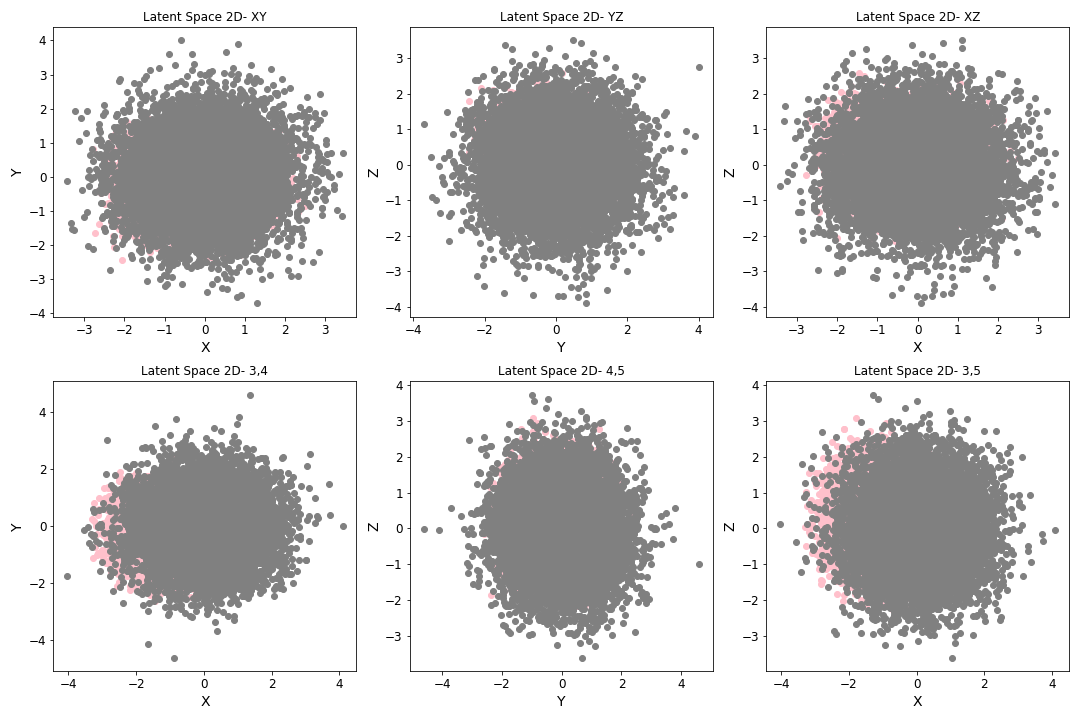 Latent Space 2D- XY
4
3
2
1
0
−1
−2
−3
−4
Y
−3 −2 −1 0 1 2 3
X
Latent Space 2D- YZ
3
2
1
0
−1
−2
−3
−4
Z
−4 −2 0 2 4
Y
Latent Space 2D- XZ
3
2
1
0
−1
−2
−3
−4
Z
−3 −2 −1 0 1 2 3
X
Latent Space 2D- 3,4
4
2
0
−2
−4
Y
−4 −2 0 2 4
X
Latent Space 2D- 4,5
4
3
2
1
0
−1
−2
−3
Z
−4 −2 0 2 4
Y
Latent Space 2D- 3,5
4
3
2
1
0
−1
−2
−3
Z
−4 −2 0 2 4
X